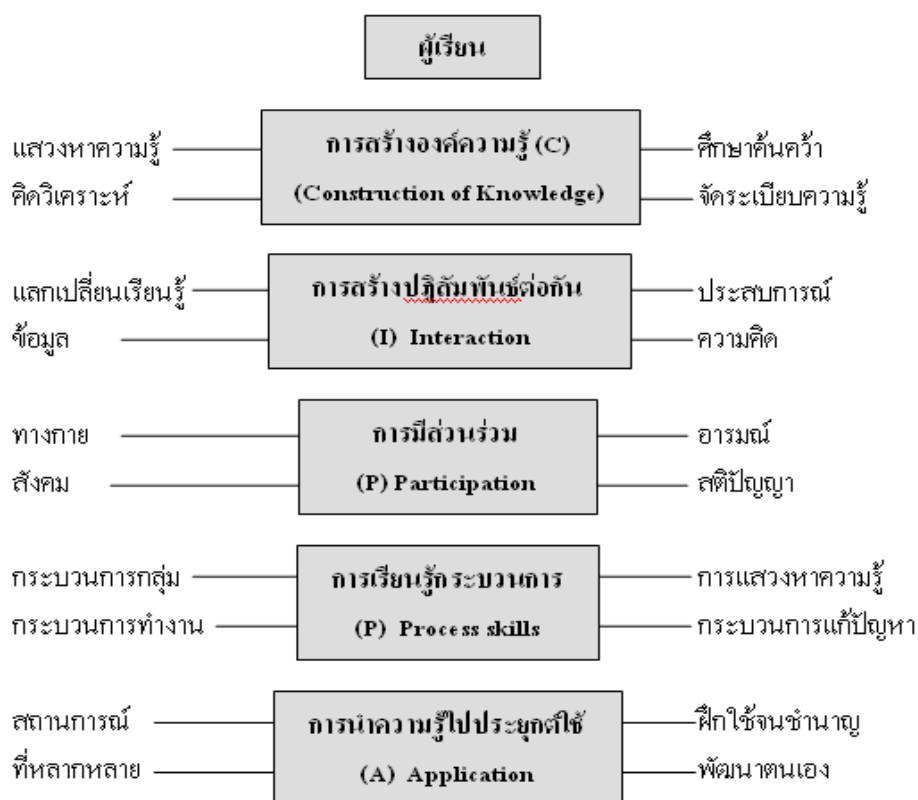 ผู้เรียน
แสวงหาความรู้ การสร้างองค์ความรู้ (C) ศึกษาค้นคว้า
คิดวิเคราะห์ (Construction of Knowledge) จัดระเบียบความรู้
แลกเปลี่ยนเรียนรู้ การสร้างปฎิสัมพันธ์ต่อกัน ประสบการณ์
ข้อมูล (I) Interaction ความคิด
ทางกาย การมีส่วนร่วม อารมณ์
สังคม (P) Participation สติปัญญา
กระบวนการกลุ่ม การเรียนรู้กระบวนการ การแสวงหาความรู้
กระบวนการทำงาน (P) Process skills กระบวนการแก้ปัญหา
สถานการณ์ การนำความรู้ไปประยุกต์ใช้ ฝึกใช้จนชำนาญ
ที่หลากหลาย (A) Application พัฒนาตนเอง